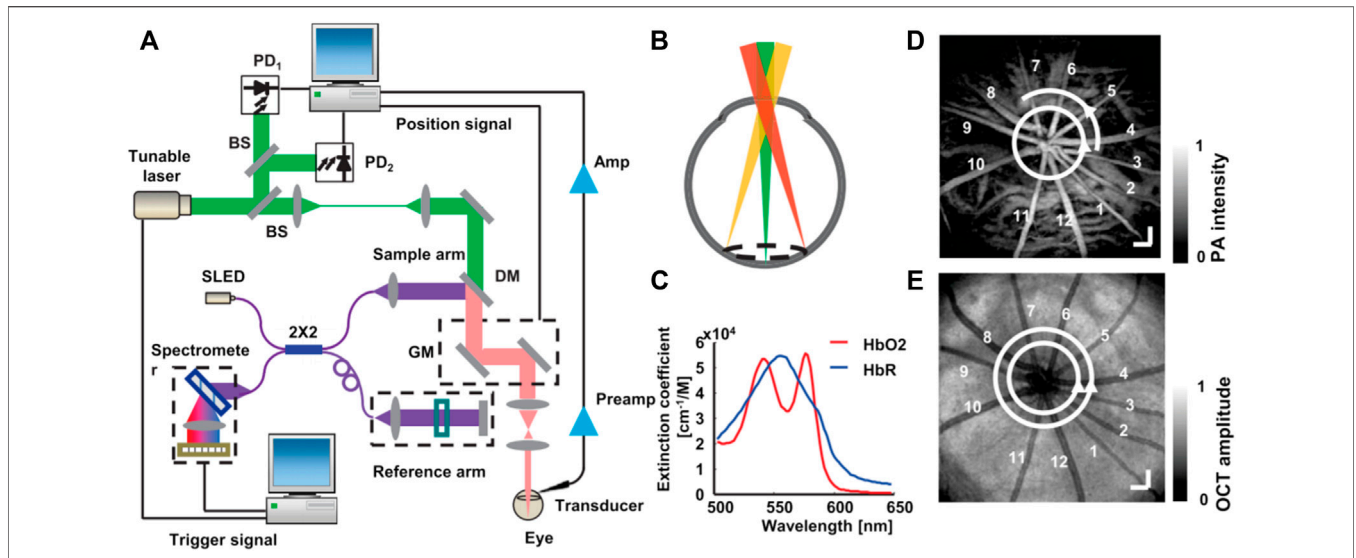 A
PD1
Position signal
BS
PD2
Tunable
laser
Amp
BS
Sample arm
DM
SLED
2X2
GM
Spectromete
r
Preamp
Reference arm
Transducer
Eye
Trigger signal
B
C
x10⁴
6
5
4
3
2
1
0
Extinction coefficient
[cm⁻¹/M]
HbO2
HbR
500
550
600
650
Wavelength [nm]
D
7
6
5
8
9
4
10
3
2
1
11
12
1
0
PA intensity
E
7
6
5
8
9
4
10
3
2
1
11
12
1
0
OCT amplitude